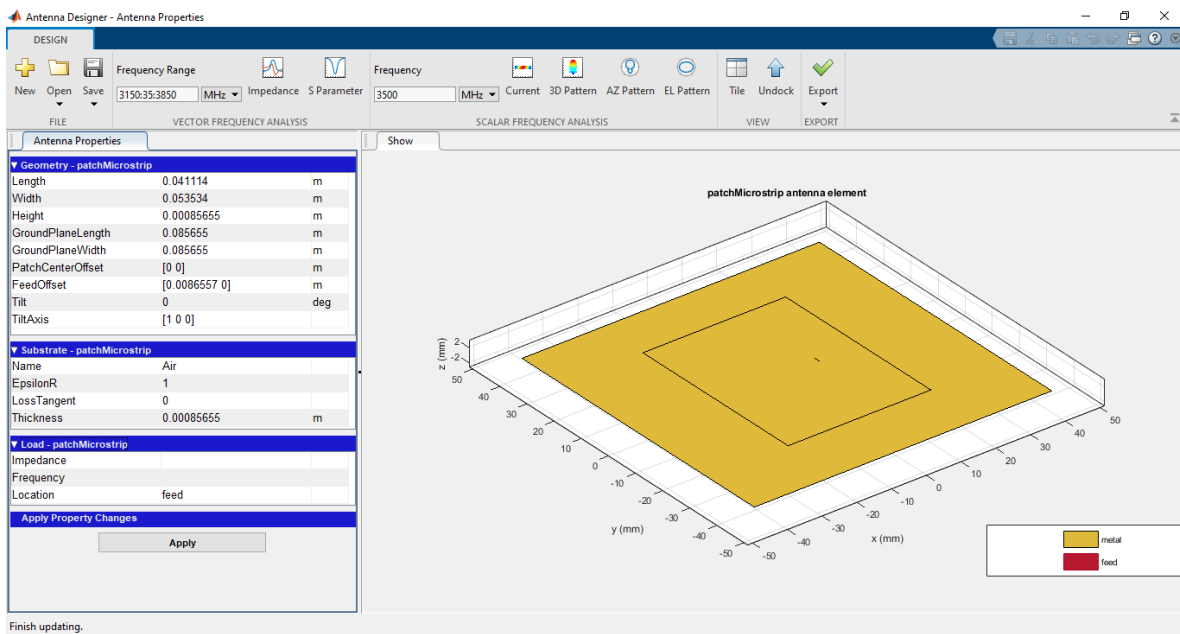 Antenna Designer - Antenna Properties
DESIGN
New
Open
Save
FILE
Frequency Range
3150:35:3850
MHz
Impedance
S Parameter
VECTOR FREQUENCY ANALYSIS
Frequency
3500
MHz
Current
3D Pattern
AZ Pattern
EL Pattern
SCALAR FREQUENCY ANALYSIS
Tile
Undock
VIEW
Export
EXPORT
Antenna Properties
Geometry - patchMicrostrip
Length 0.041114 m
Width 0.053534 m
Height 0.00085655 m
GroundPlaneLength 0.085655 m
GroundPlaneWidth 0.085655 m
PatchCenterOffset [0 0] m
FeedOffset [0.0086557 0] m
Tilt 0 deg
TiltAxis [1 0 0]
Substrate - patchMicrostrip
Name Air
EpsilonR 1
LossTangent 0
Thickness 0.00085655 m
Load - patchMicrostrip
Impedance
Frequency
Location feed
Apply Property Changes
Apply
Show
patchMicrostrip antenna element
z (mm)
2
-2
50
40
30
20
10
0
-10
-20
-30
-40
-50
y (mm)
-50
-40
-30
-20
-10
0
10
20
30
40
50
x (mm)
metal
feed
Finish updating.